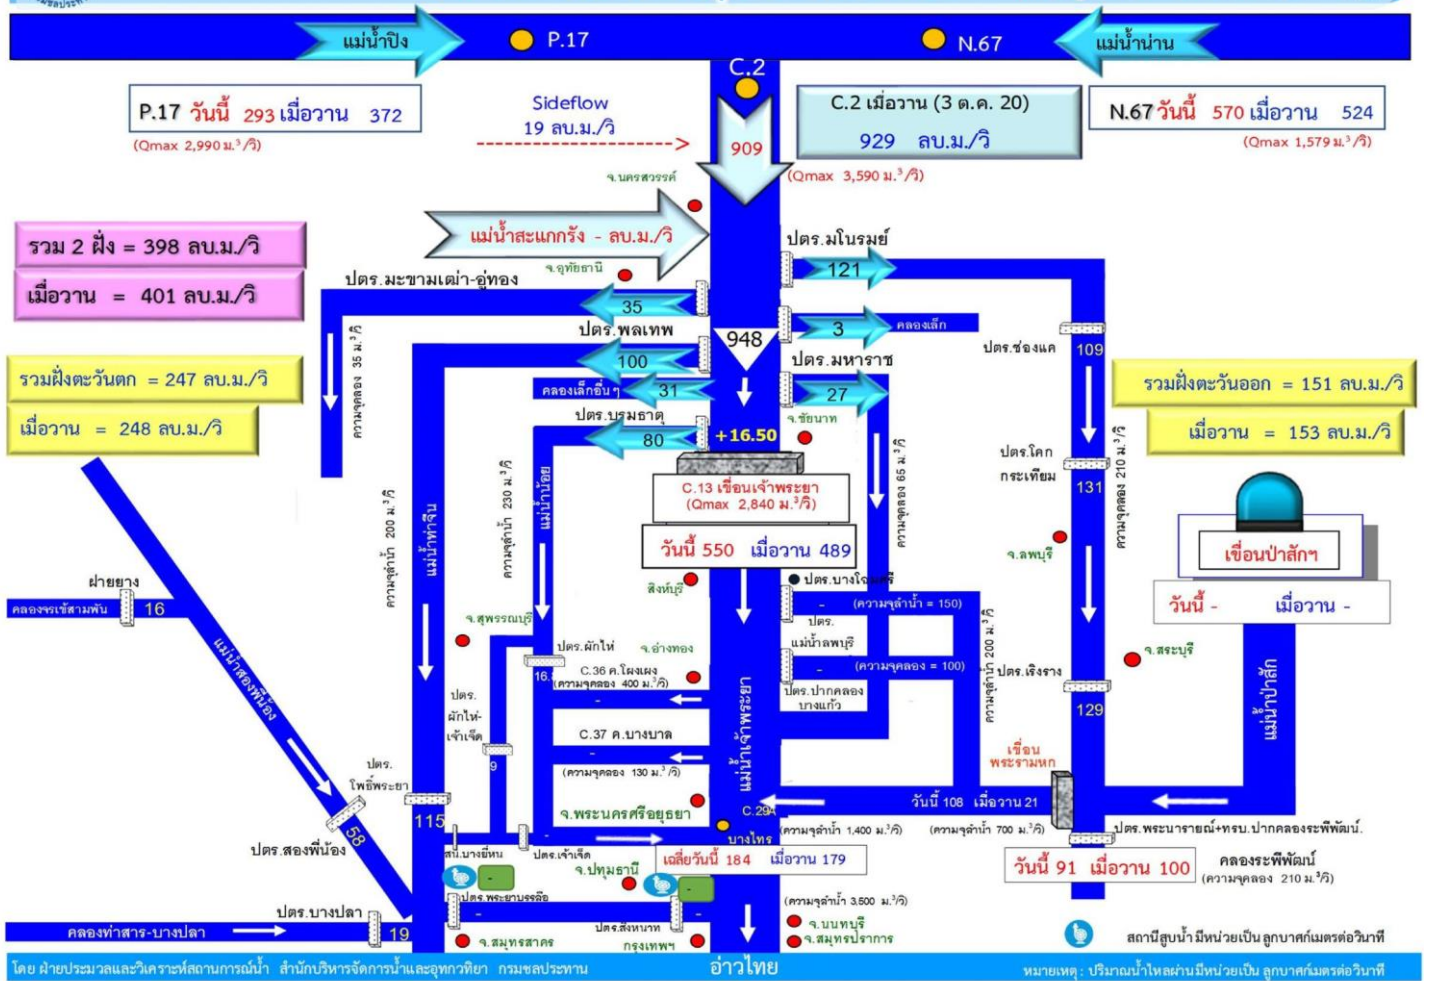 แม่น้ำปิง
P.17
N.67
แม่น้ำน่าน
C.2
P.17 วันนี้ 293 เมื่อวาน 372
(Qmax 2,990 ม.³/วิ)
Sideflow
19 ลบ.ม./วิ
909
C.2 เมื่อวาน (3 ต.ค. 20)
929 ลบ.ม./วิ
(Qmax 3,590 ม.³/วิ)
N.67 วันนี้ 570 เมื่อวาน 524
(Qmax 1,579 ม.³/วิ)
จ.นครสวรรค์
แม่น้ำสะแกกรัง - ลบ.ม./วิ
รวม 2 ฝั่ง = 398 ลบ.ม./วิ
เมื่อวาน = 401 ลบ.ม./วิ
จ.อุทัยธานี
ปตร.มะขามเฒ่า-อู่ทอง
35
ปตร.มโนรมย์
121
ปตร.พลเทพ
100
948
3
คลองเล็ก
ปตร.มหาราช
27
คลองเล็กอื่นๆ
31
ปตร.บรมธาตุ
80
+16.50
จ.ชัยนาท
ปตร.ช่องแค
109
ความจุคลอง 35 ม.³/วิ
รวมฝั่งตะวันตก = 247 ลบ.ม./วิ
เมื่อวาน = 248 ลบ.ม./วิ
รวมฝั่งตะวันออก = 151 ลบ.ม./วิ
เมื่อวาน = 153 ลบ.ม./วิ
C.13 เขื่อนเจ้าพระยา
(Qmax 2,840 ม.³/วิ)
วันนี้ 550 เมื่อวาน 489
ความจุลำน้ำ 200 ม.³/วิ
แม่น้ำท่าจีน
ความจุลำน้ำ 230 ม.³/วิ
แม่น้ำน้อย
ความจุคลอง 65 ม.³/วิ
ปตร.โคก
กระเทียม
131
ความจุคลอง 210 ม.³/วิ
จ.ลพบุรี
เขื่อนป่าสักฯ
วันนี้ - เมื่อวาน -
ฝายยาง
คลองจรเข้สามพัน
16
แม่น้ำสองพี่น้อง
จ.สุพรรณบุรี
สิงห์บุรี
ปตร.บางโฉมศรี
- (ความจุลำน้ำ = 150)
ปตร.
แม่น้ำลพบุรี
- (ความจุคลอง = 100)
ปตร.ปากคลอง
บางแก้ว
ความจุลำน้ำ 200 ม.³/วิ
ปตร.ผักไห่
จ.อ่างทอง
C.36 ค.โผงเผง
(ความจุคลอง 400 ม.³/วิ)
-
C.37 ค.บางบาล
-
(ความจุคลอง 130 ม.³/วิ)
แม่น้ำเจ้าพระยา
ปตร.เริงราง
129
จ.สระบุรี
แม่น้ำป่าสัก
ปตร.
ผักไห่-
เจ้าเจ็ด
9
ปตร.
โพธิ์พระยา
115
58
ปตร.สองพี่น้อง
จ.พระนครศรีอยุธยา
บางไทร
เขื่อน
พระรามหก
วันนี้ 108 เมื่อวาน 21
(ความจุลำน้ำ 1,400 ม.³/วิ)
(ความจุลำน้ำ 700 ม.³/วิ)
ปตร.พระนารายณ์+ทรบ.ปากคลองระพีพัฒน์.
วันนี้ 91 เมื่อวาน 100
คลองระพีพัฒน์
(ความจุคลอง 210 ม.³/วิ)
สน.บางยี่หน
ปตร.เจ้าเจ็ด
-
เฉลี่ยวันนี้ 184 เมื่อวาน 179
จ.ปทุมธานี
-
-
ปตร.พระยาบรรลือ
-
ปตร.สิงหนาท
-
(ความจุลำน้ำ 3,500 ม.³/วิ)
ปตร.บางปลา
คลองท่าสาร-บางปลา
19
จ.สมุทรสาคร
กรุงเทพฯ
จ.นนทบุรี
จ.สมุทรปราการ
สถานีสูบน้ำ มีหน่วยเป็น ลูกบาศก์เมตรต่อวินาที
โดย ฝ่ายประมวลและวิเคราะห์สถานการณ์น้ำ สำนักบริหารจัดการน้ำและอุทกวิทยา กรมชลประทาน
อ่าวไทย
หมายเหตุ : ปริมาณน้ำไหลผ่านมีหน่วยเป็น ลูกบาศก์เมตรต่อวินาที